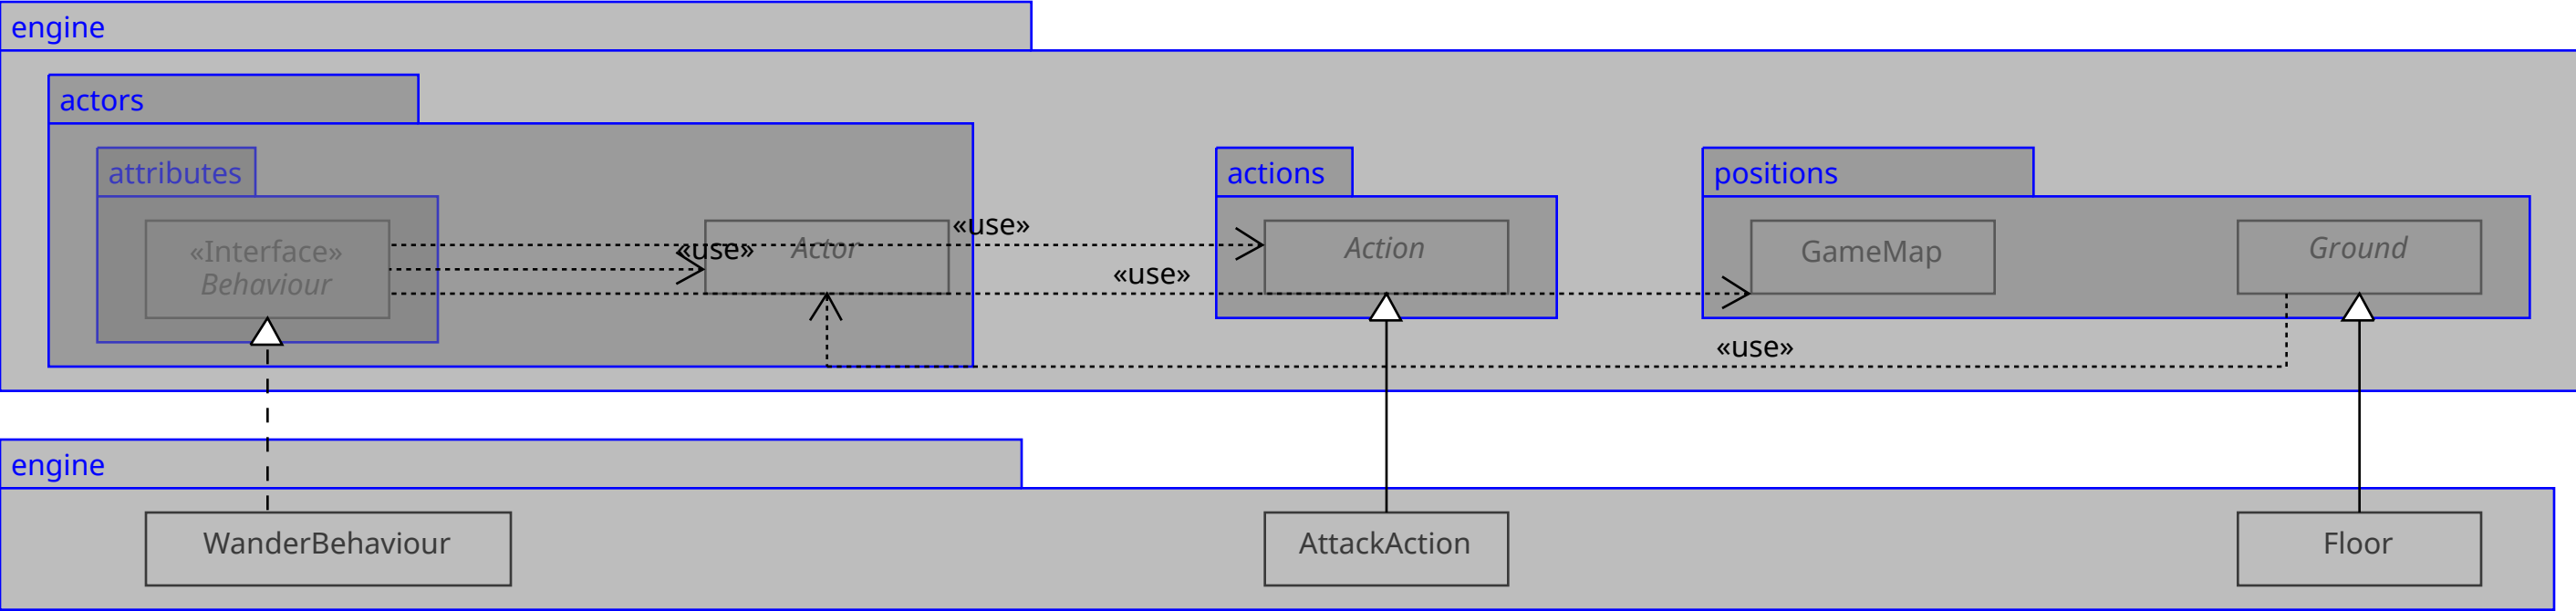 engine
actors
attributes
actions
positions
«Interface»
Behaviour
«use»
Actor
«use»
Action
«use»
GameMap
Ground
«use»
engine
WanderBehaviour
AttackAction
Floor